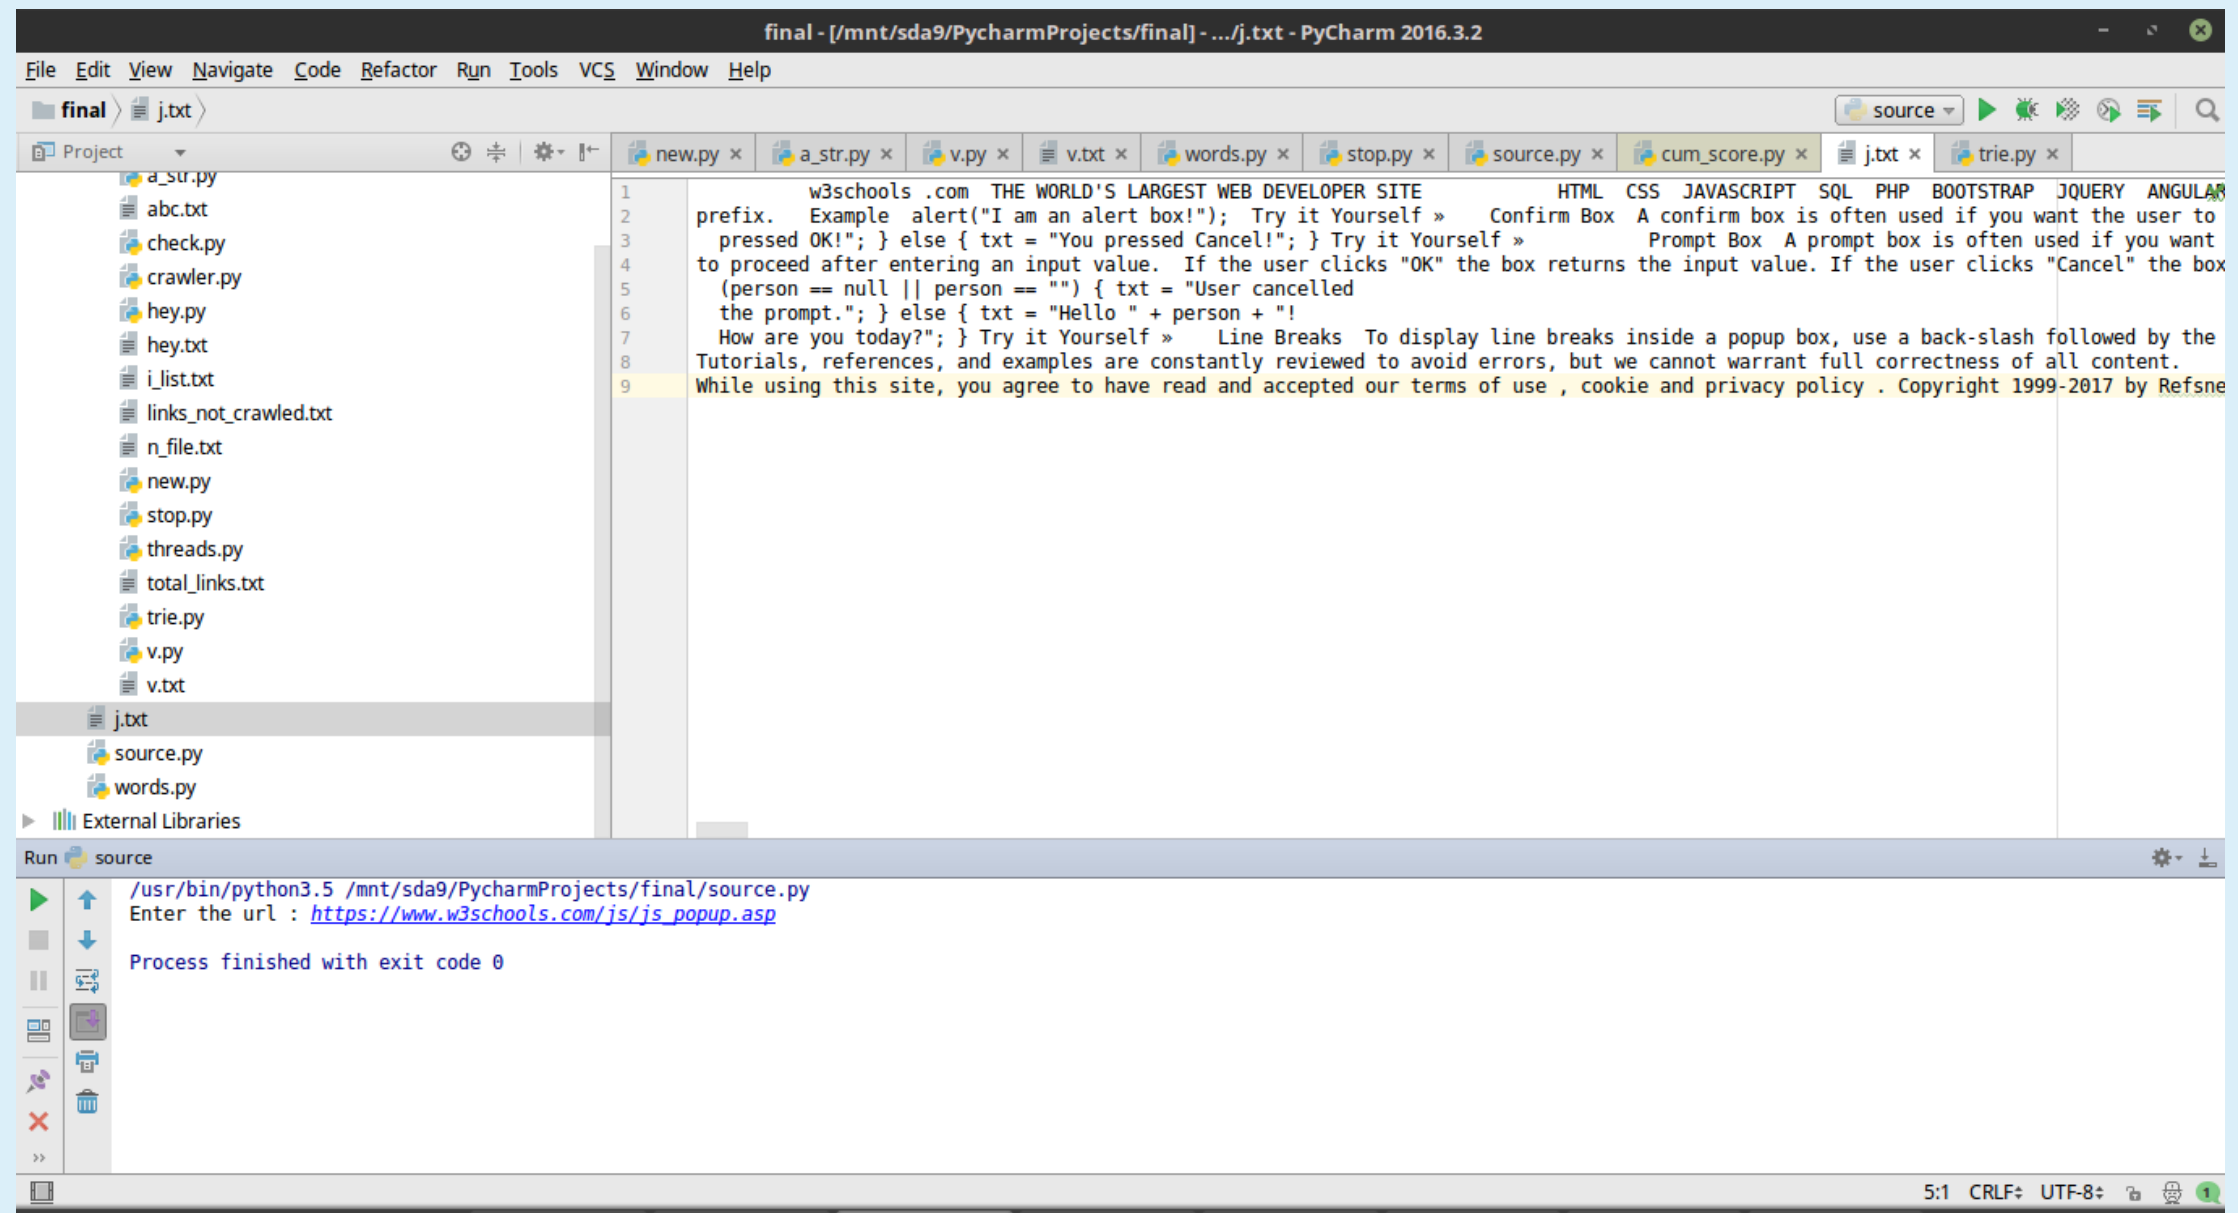 final - [/mnt/sda9/PycharmProjects/final] - .../j.txt - PyCharm 2016.3.2
File Edit View Navigate Code Refactor Run Tools VCS Window Help
final j.txt
source
Project
new.py a_str.py v.py v.txt words.py stop.py source.py cum_score.py j.txt trie.py
a_str.py
abc.txt
check.py
crawler.py
hey.py
hey.txt
i_list.txt
links_not_crawled.txt
n_file.txt
new.py
stop.py
threads.py
total_links.txt
trie.py
v.py
v.txt
j.txt
source.py
words.py
External Libraries
1 w3schools .com THE WORLD'S LARGEST WEB DEVELOPER SITE HTML CSS JAVASCRIPT SQL PHP BOOTSTRAP JQUERY ANGULAR
2 prefix. Example alert("I am an alert box!"); Try it Yourself » Confirm Box A confirm box is often used if you want the user to
3 pressed OK!"; } else { txt = "You pressed Cancel!"; } Try it Yourself » Prompt Box A prompt box is often used if you want
4 to proceed after entering an input value. If the user clicks "OK" the box returns the input value. If the user clicks "Cancel" the box
5 (person == null || person == "") { txt = "User cancelled
6 the prompt."; } else { txt = "Hello " + person + "!
7 How are you today?"; } Try it Yourself » Line Breaks To display line breaks inside a popup box, use a back-slash followed by the
8 Tutorials, references, and examples are constantly reviewed to avoid errors, but we cannot warrant full correctness of all content.
9 While using this site, you agree to have read and accepted our terms of use , cookie and privacy policy . Copyright 1999-2017 by Refsne
Run source
/usr/bin/python3.5 /mnt/sda9/PycharmProjects/final/source.py
Enter the url : https://www.w3schools.com/js/js_popup.asp
Process finished with exit code 0
5:1 CRLF UTF-8 1